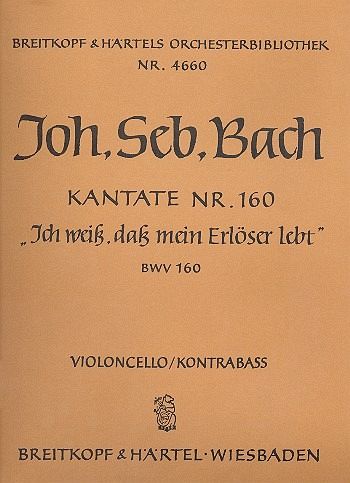 BREITKOPF & HÄRTELS ORCHESTERBIBLIOTHEK
NR. 4660
Joh. Seb. Bach
KANTATE NR. 160
„Ich weiß, daß mein Erlöser lebt“
BWV 160
VIOLONCELLO/KONTRABASS
BREITKOPF & HÄRTEL · WIESBADEN